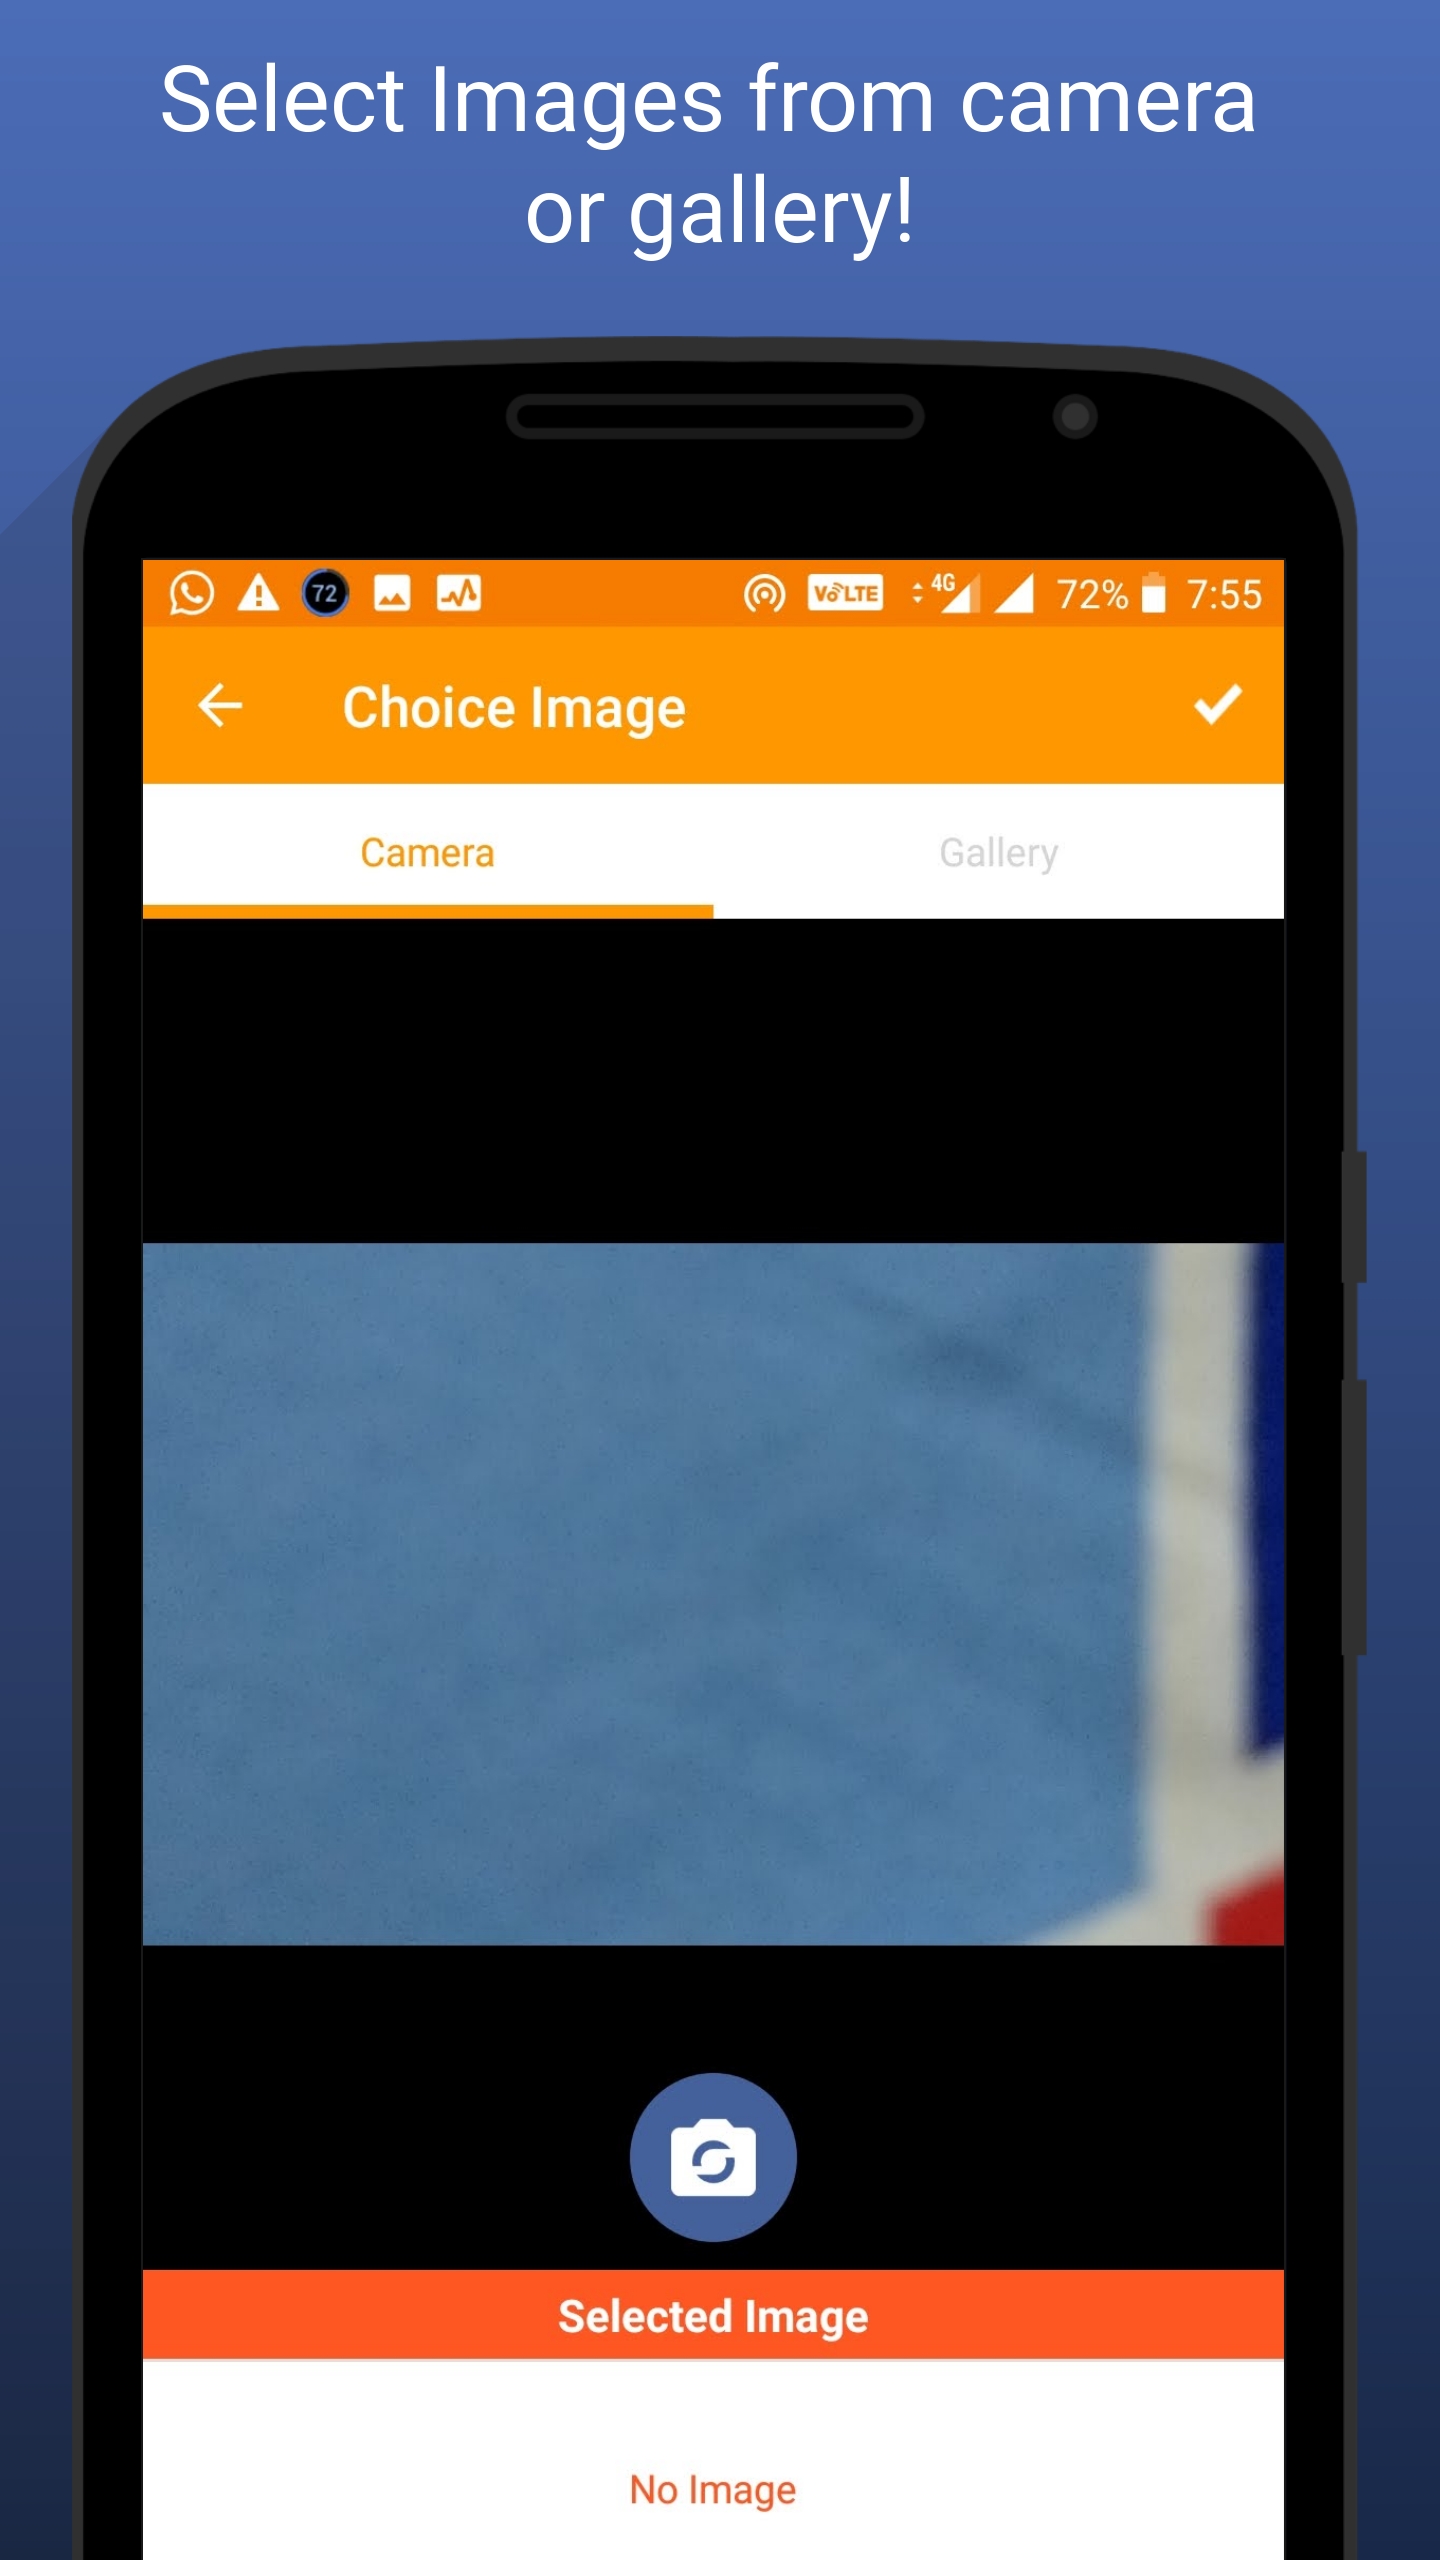 Select Images from camera
or gallery!
72 VoLTE 4G 72% 7:55
Choice Image
Camera Gallery
Selected Image
No Image